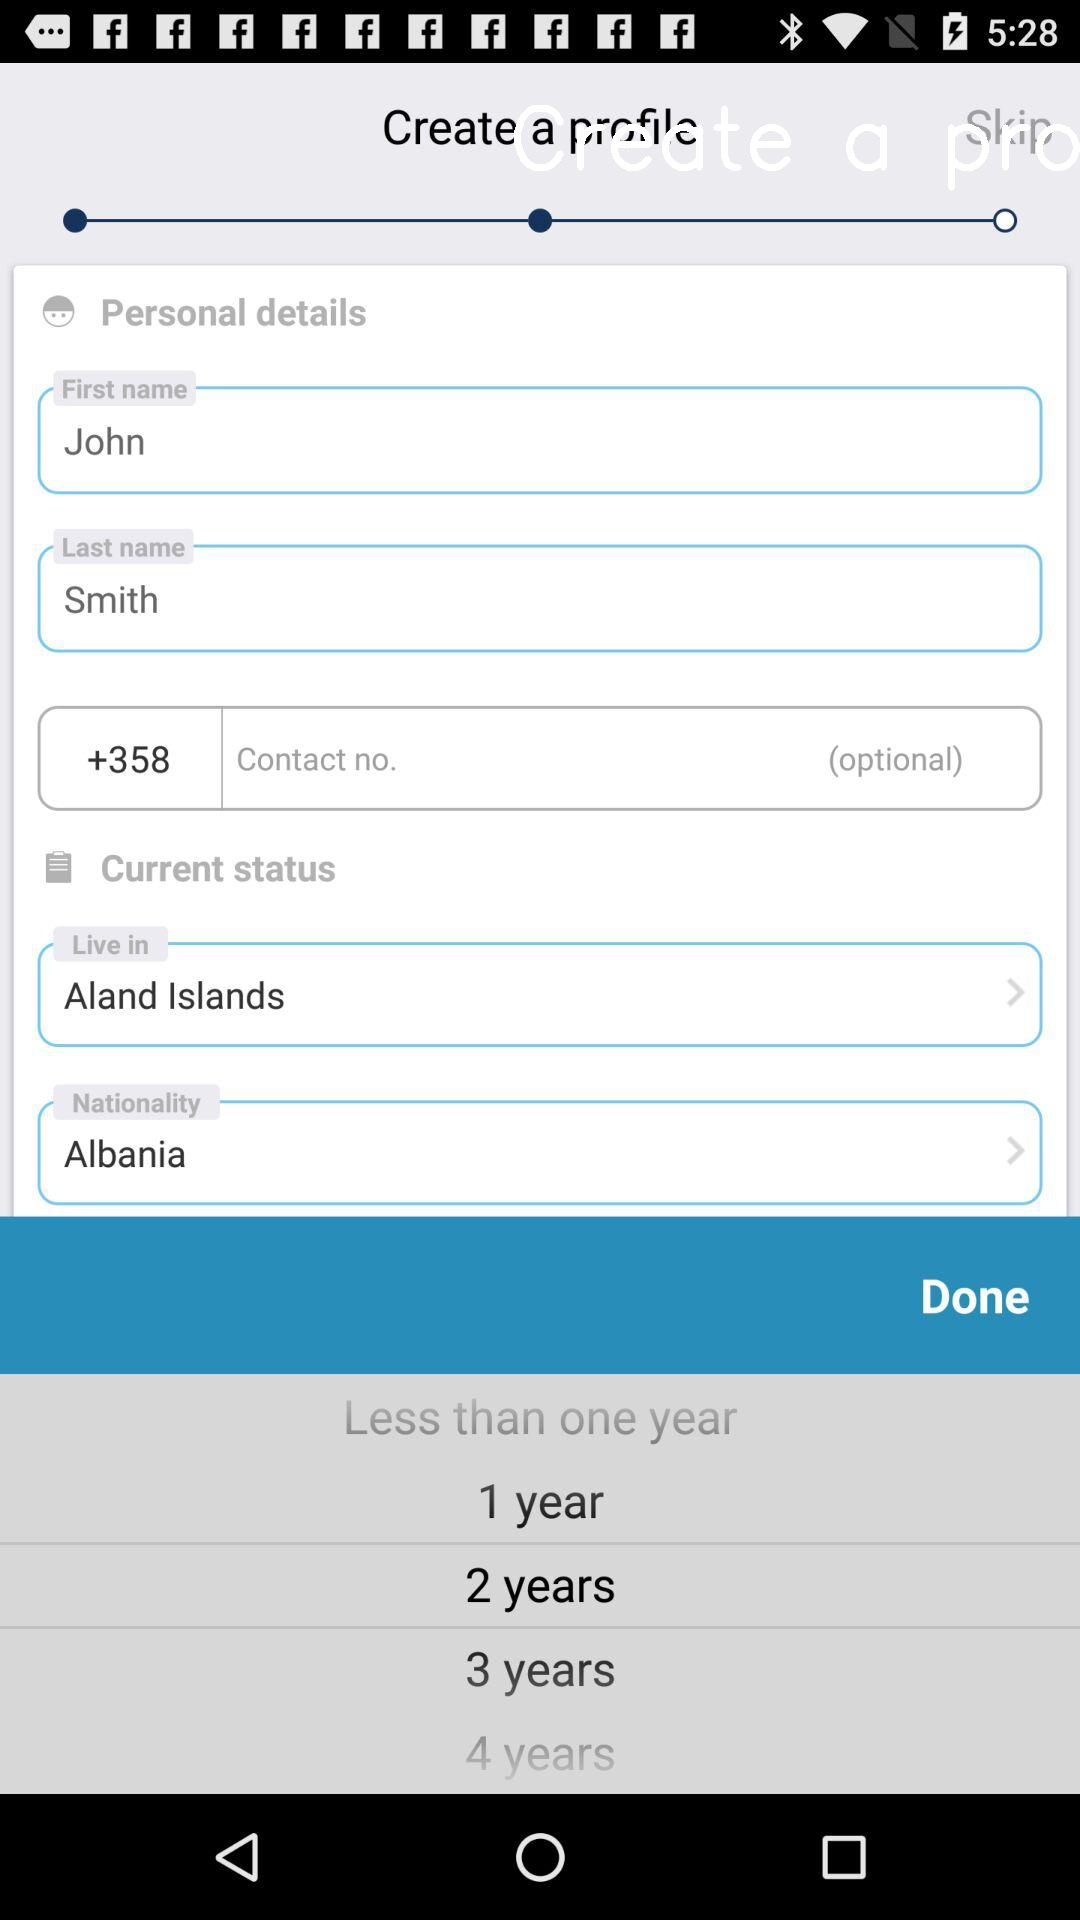 5:28
Create a profile
Skip
Create a pro
Personal details
First name
John
Last name
Smith
+358 Contact no. (optional)
Current status
Live in
Aland Islands
Nationality
Albania
Done
Less than one year
1 year
2 years
3 years
4 years